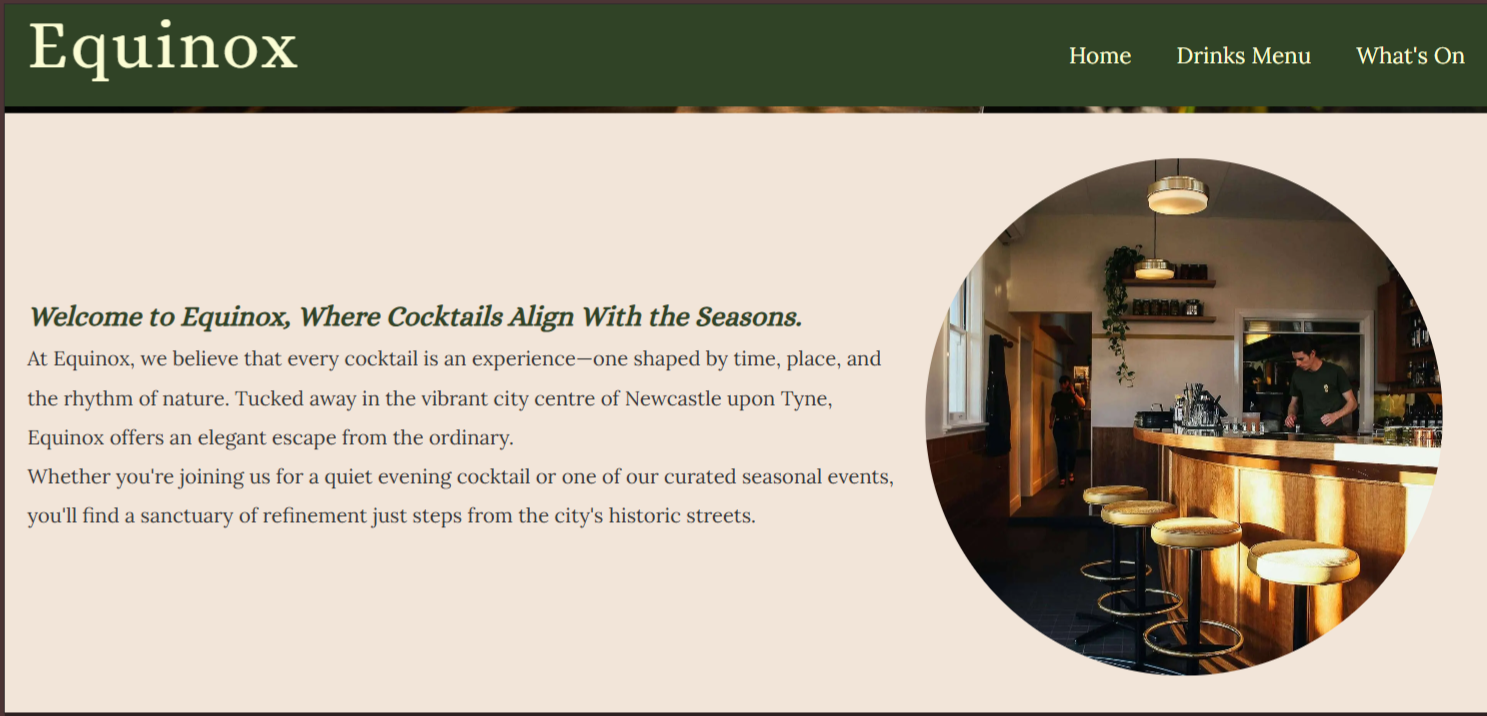 Equinox
Home Drinks Menu What's On
Welcome to Equinox, Where Cocktails Align With the Seasons.
At Equinox, we believe that every cocktail is an experience—one shaped by time, place, and
the rhythm of nature. Tucked away in the vibrant city centre of Newcastle upon Tyne,
Equinox offers an elegant escape from the ordinary.
Whether you're joining us for a quiet evening cocktail or one of our curated seasonal events,
you'll find a sanctuary of refinement just steps from the city's historic streets.